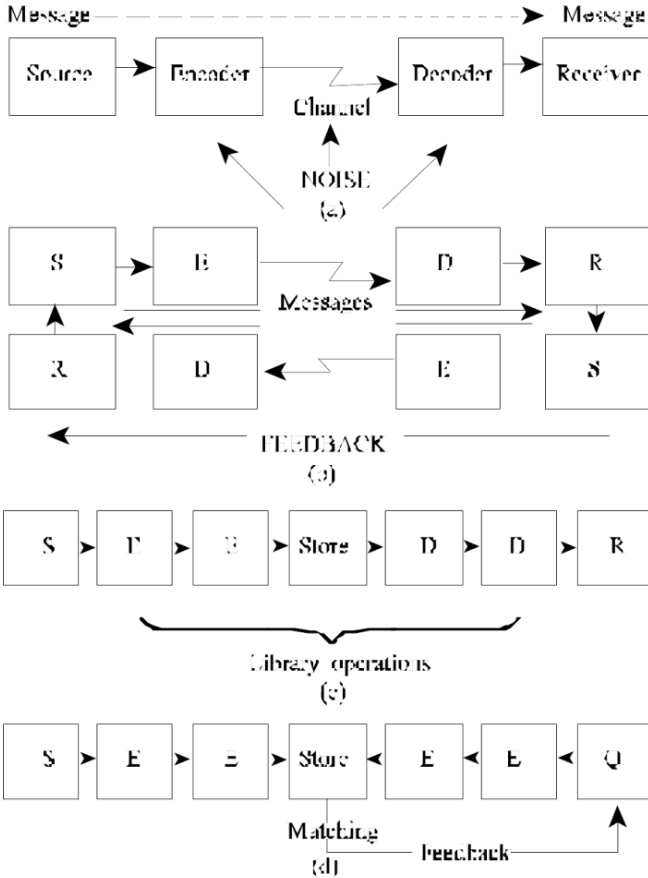 Message Message
Source Encoder Decoder Receiver
Channel
NOISE
(a)
S E D R
Messages
R D E S
FEEDBACK
(b)
S E E Store D D R
Library operations
(c)
S E E Store E E Q
Matching
Feedback
(d)